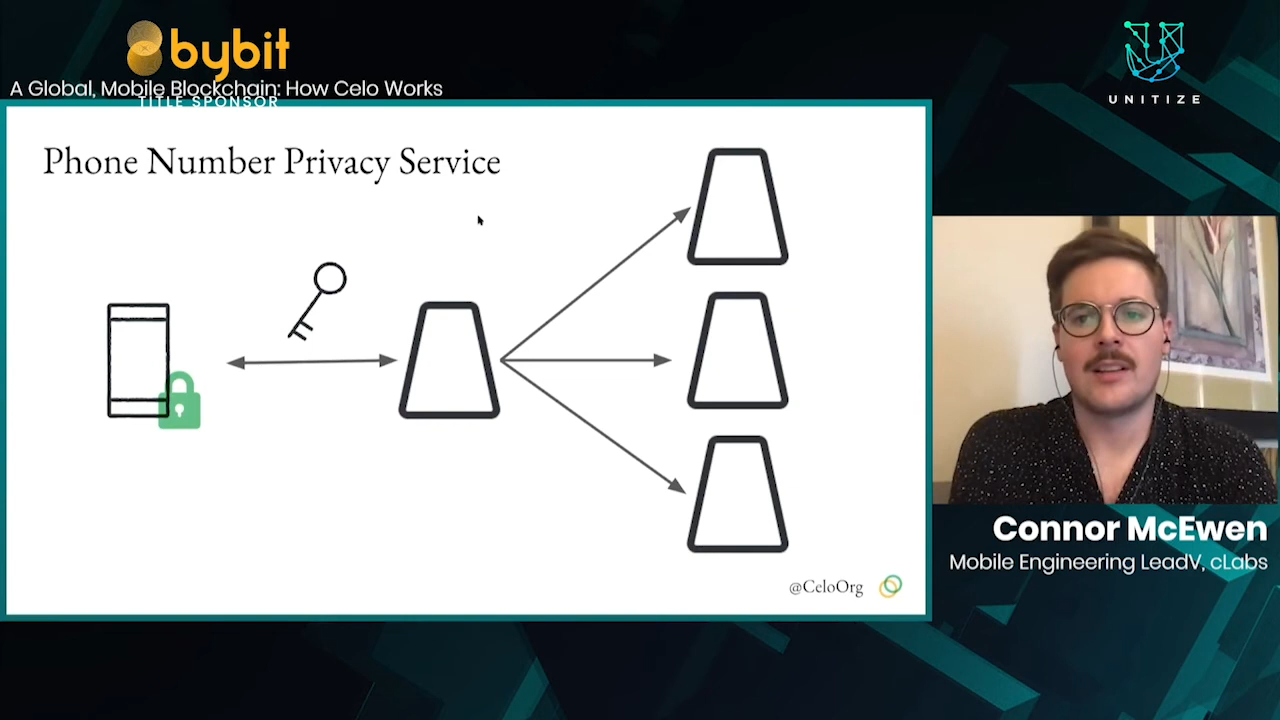 bybit
A Global, Mobile Blockchain: How Celo Works
TITLE SPONSOR
UNITIZE
Phone Number Privacy Service
@CeloOrg
Connor McEwen
Mobile Engineering LeadV, cLabs